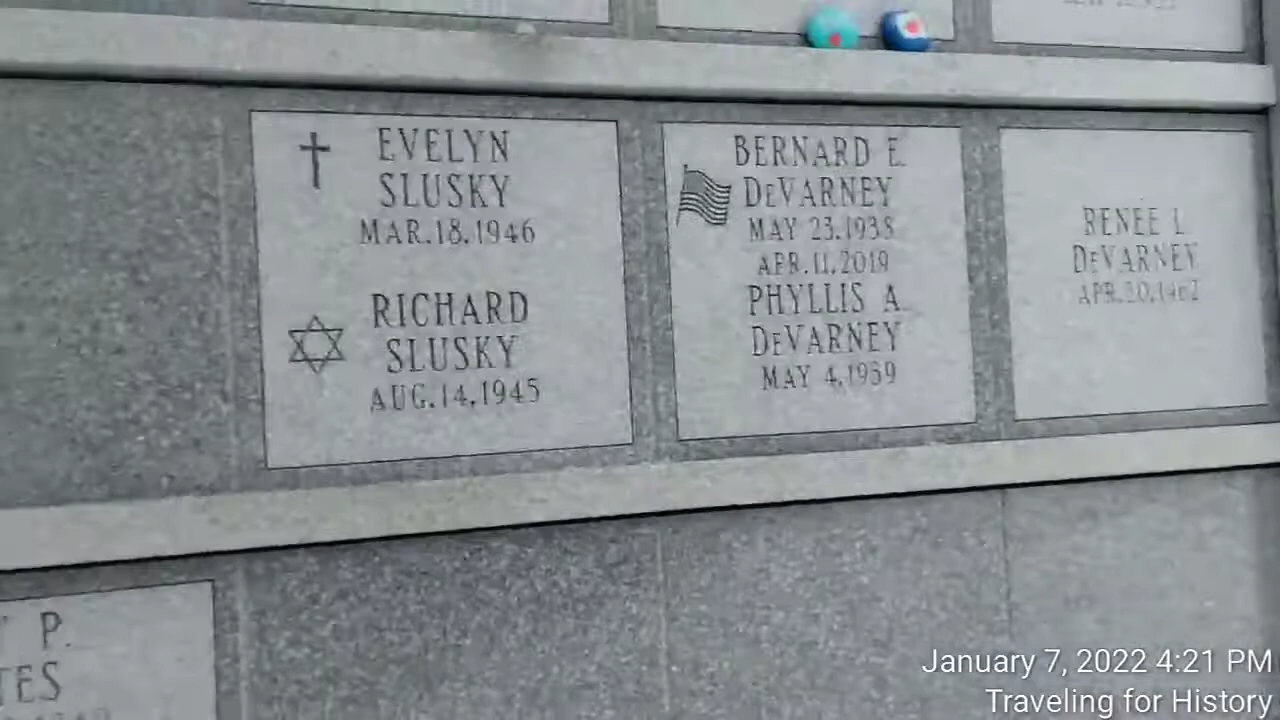 EVELYN
SLUSKY
MAR.18.1946
RICHARD
SLUSKY
AUG.14.1945
BERNARD E.
DEVARNEY
MAY 23.1938
APR.11.2019
PHYLLIS A.
DEVARNEY
MAY 4.1939
RENEE L.
DEVARNEY
P.
January 7, 2022 4:21 PM
Traveling for History